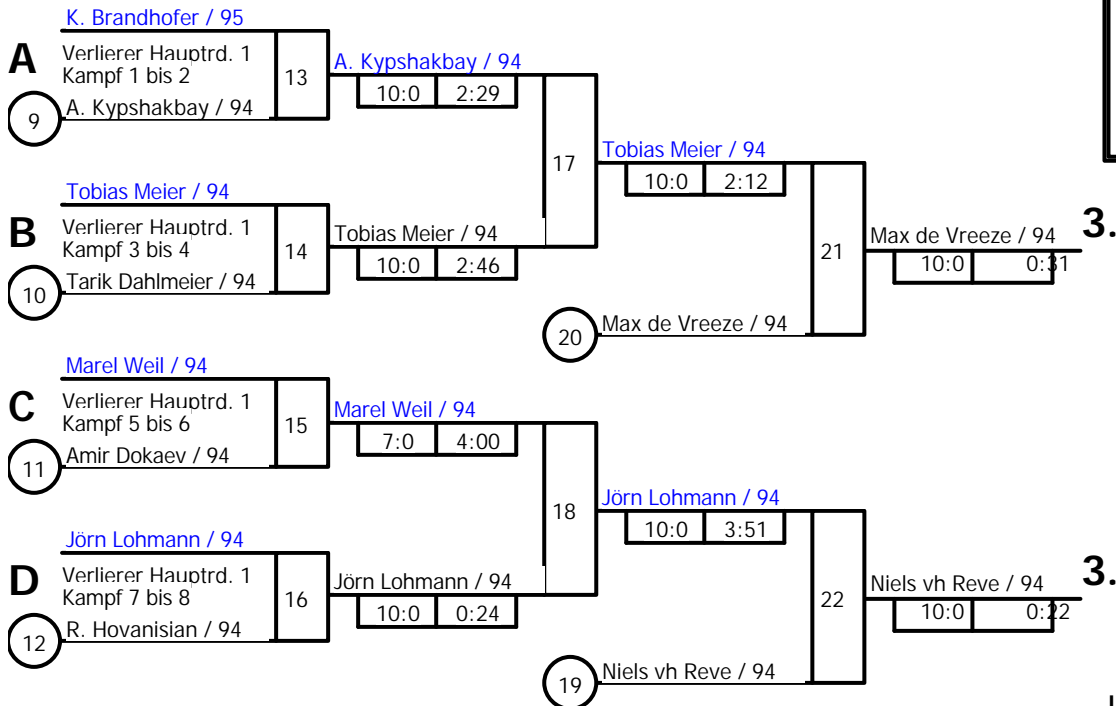 K. Brandhofer / 95
A
Verlierer Hauptrd. 1
Kampf 1 bis 2
13
9
A. Kypshakbay / 94
A. Kypshakbay / 94
10:0 2:29
17
Tobias Meier / 94
B
Verlierer Hauptrd. 1
Kampf 3 bis 4
14
10
Tarik Dahlmeier / 94
Tobias Meier / 94
10:0 2:46
Tobias Meier / 94
10:0 2:12
21
20
Max de Vreeze / 94
Max de Vreeze / 94
3.
10:0 0:31
Marel Weil / 94
C
Verlierer Hauptrd. 1
Kampf 5 bis 6
15
11
Amir Dokaev / 94
Marel Weil / 94
7:0 4:00
18
Jörn Lohmann / 94
D
Verlierer Hauptrd. 1
Kampf 7 bis 8
16
12
R. Hovanisian / 94
Jörn Lohmann / 94
10:0 0:24
Jörn Lohmann / 94
10:0 3:51
22
19
Niels vh Reve / 94
Niels vh Reve / 94
3.
10:0 0:22